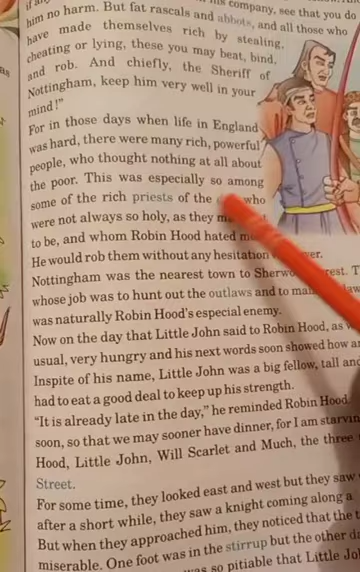 his company, see that you do
him no harm. But fat rascals and abbots, and all those who
have made themselves rich by stealing,
cheating or lying, these you may beat, bind,
and rob. And chiefly, the Sheriff of
Nottingham, keep him very well in your
mind!"
For in those days when life in England
was hard, there were many rich, powerful
people, who thought nothing at all about
the poor. This was especially so among
some of the rich priests of the who
were not always so holy, as they
to be, and whom Robin Hood hated
He would rob them without any hesitation
Nottingham was the nearest town to
whose job was to hunt out the outlaws and to
was naturally Robin Hood's especial enemy.
Now on the day that Little John said to Robin Hood, as
usual, very hungry and his next words soon showed how
Inspite of his name, Little John was a big fellow, tall and
had to eat a good deal to keep up his strength.
"It is already late in the day," he reminded Robin Hood
soon, so that we may sooner have dinner, for I am
Hood, Little John, Will Scarlet and Much, the three
Street.
For some time, they looked east and west but they saw
after a short while, they saw a knight coming along a
But when they approached him, they noticed that the
miserable. One foot was in the stirrup but the other
was so pitiable that Little